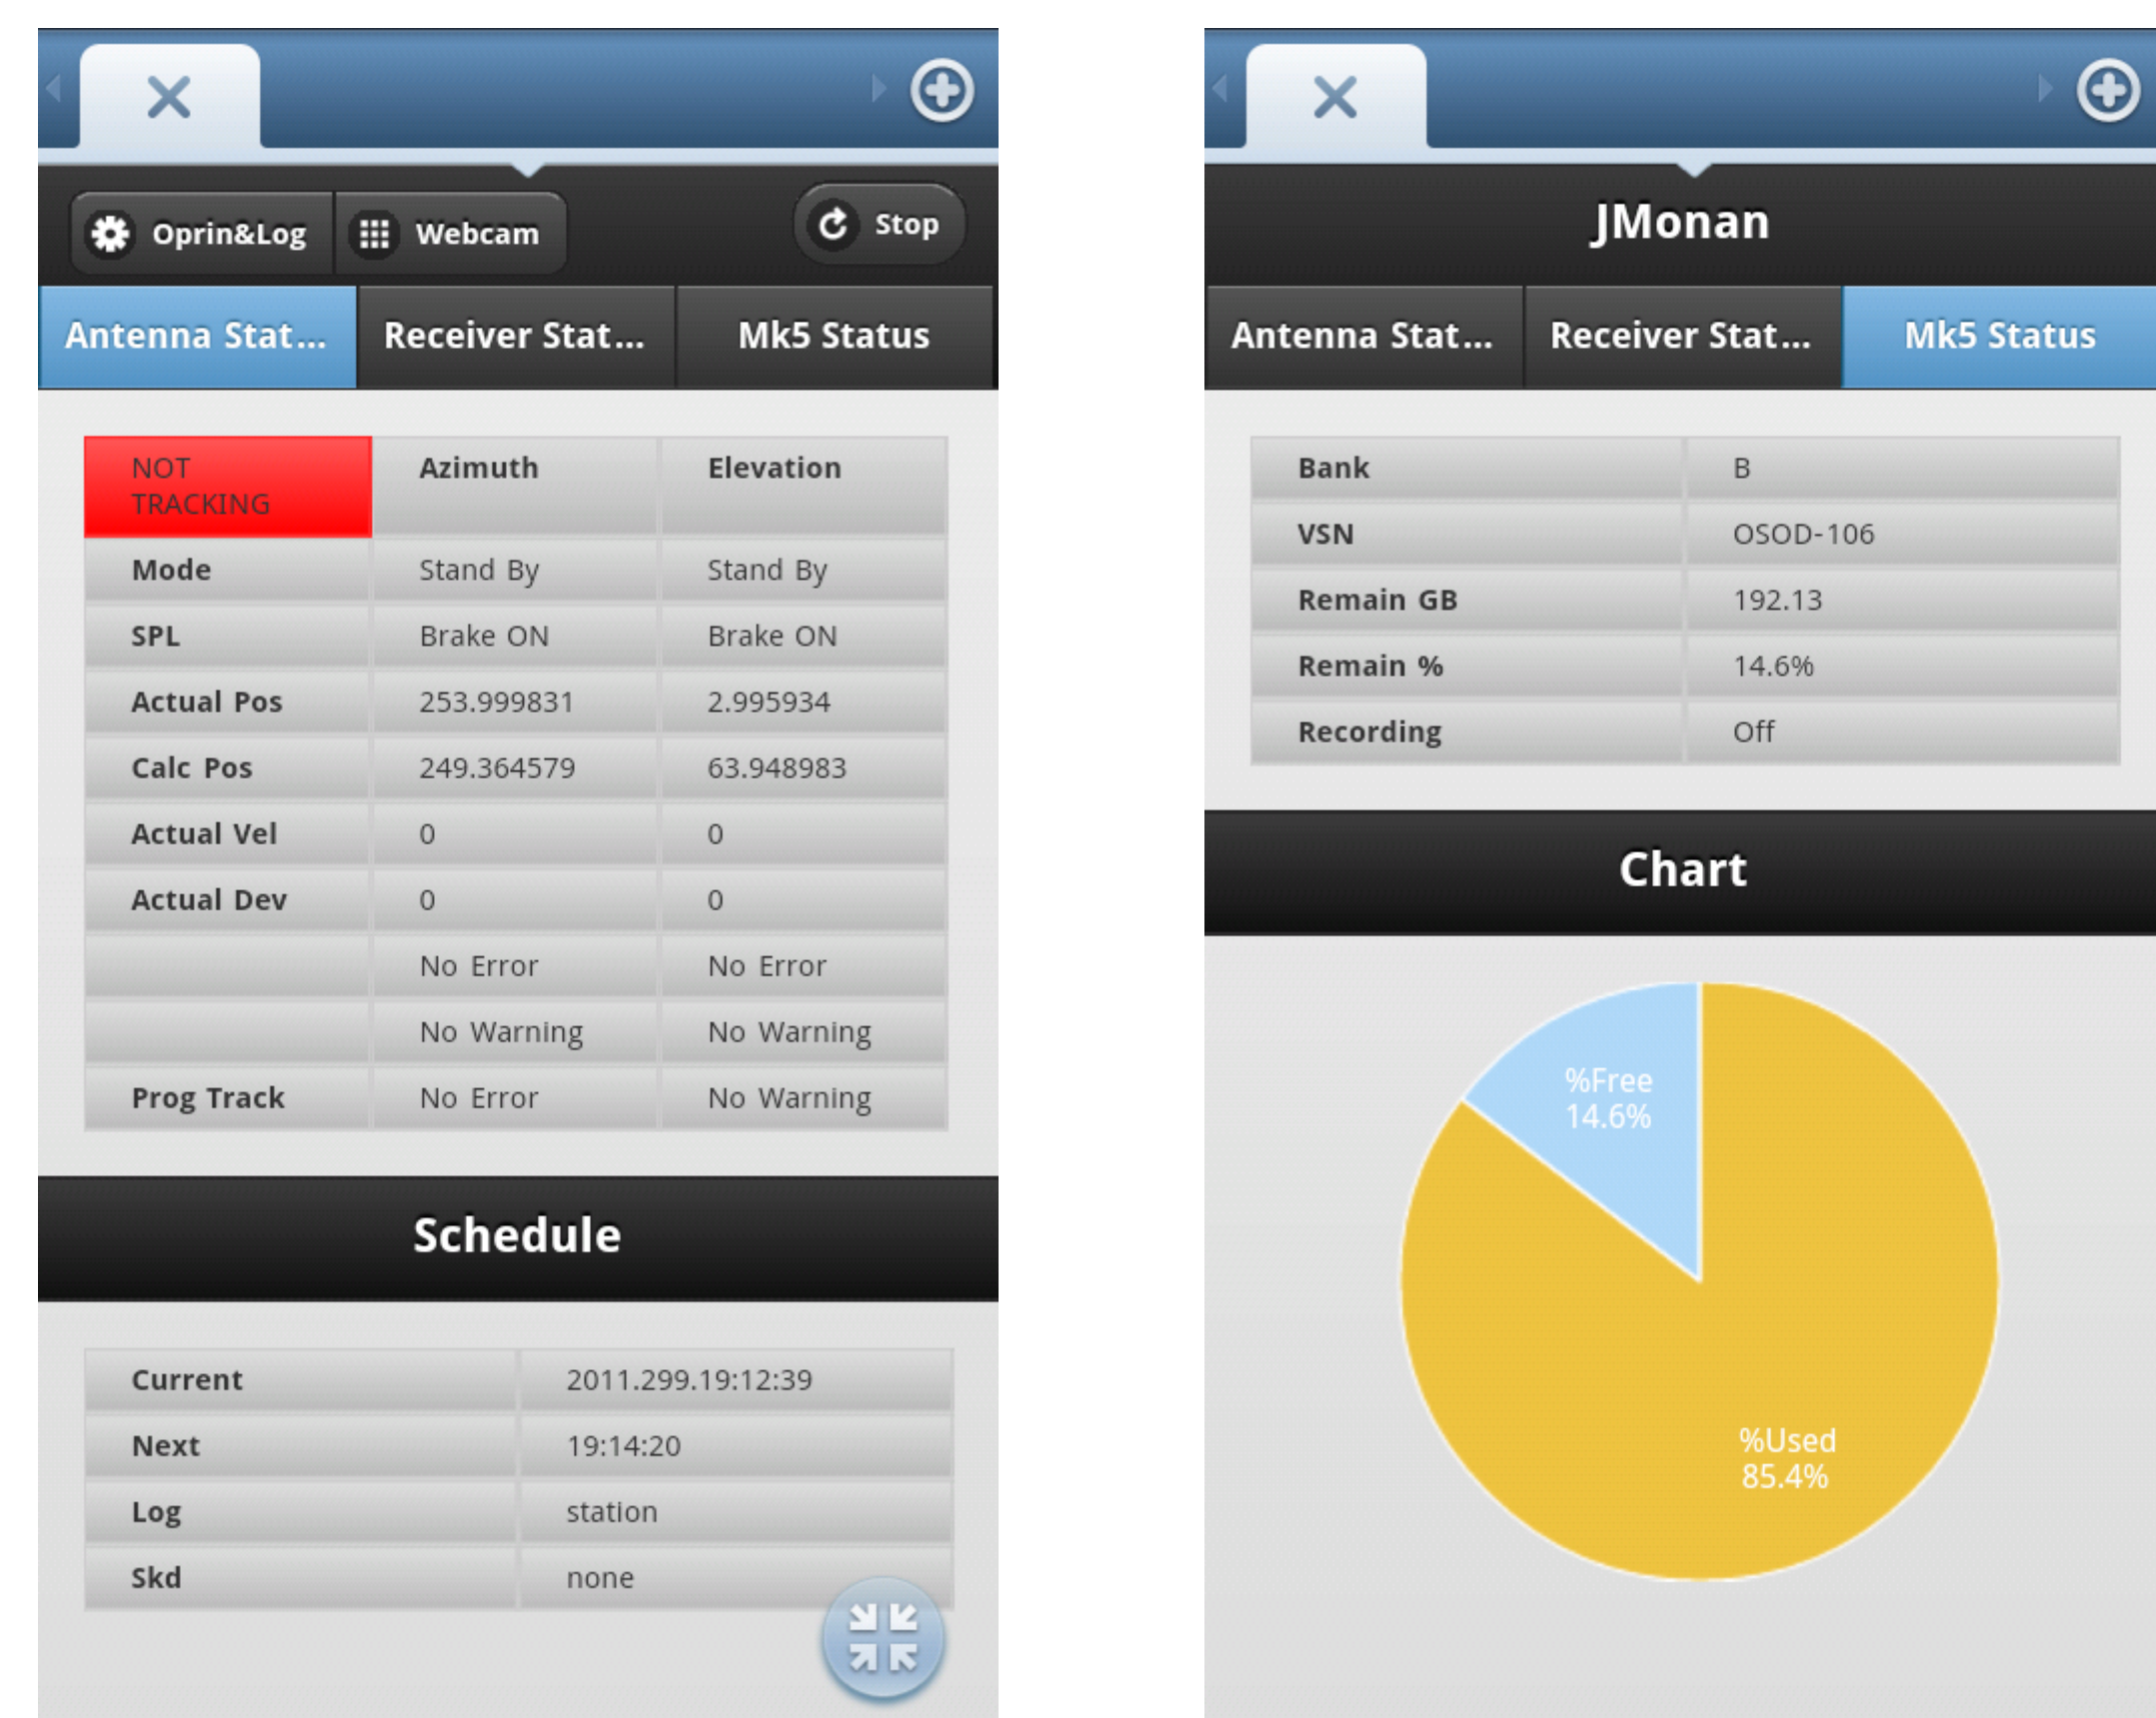 Oprin&Log Webcam Stop
Antenna Stat... Receiver Stat... Mk5 Status
NOT TRACKING Azimuth Elevation
Mode Stand By Stand By
SPL Brake ON Brake ON
Actual Pos 253.999831 2.995934
Calc Pos 249.364579 63.948983
Actual Vel 0 0
Actual Dev 0 0
No Error No Error
No Warning No Warning
Prog Track No Error No Warning
Schedule
Current 2011.299.19:12:39
Next 19:14:20
Log station
Skd none
JMonan
Antenna Stat... Receiver Stat... Mk5 Status
Bank B
VSN OSOD-106
Remain GB 192.13
Remain % 14.6%
Recording Off
Chart
%Free
14.6%
%Used
85.4%